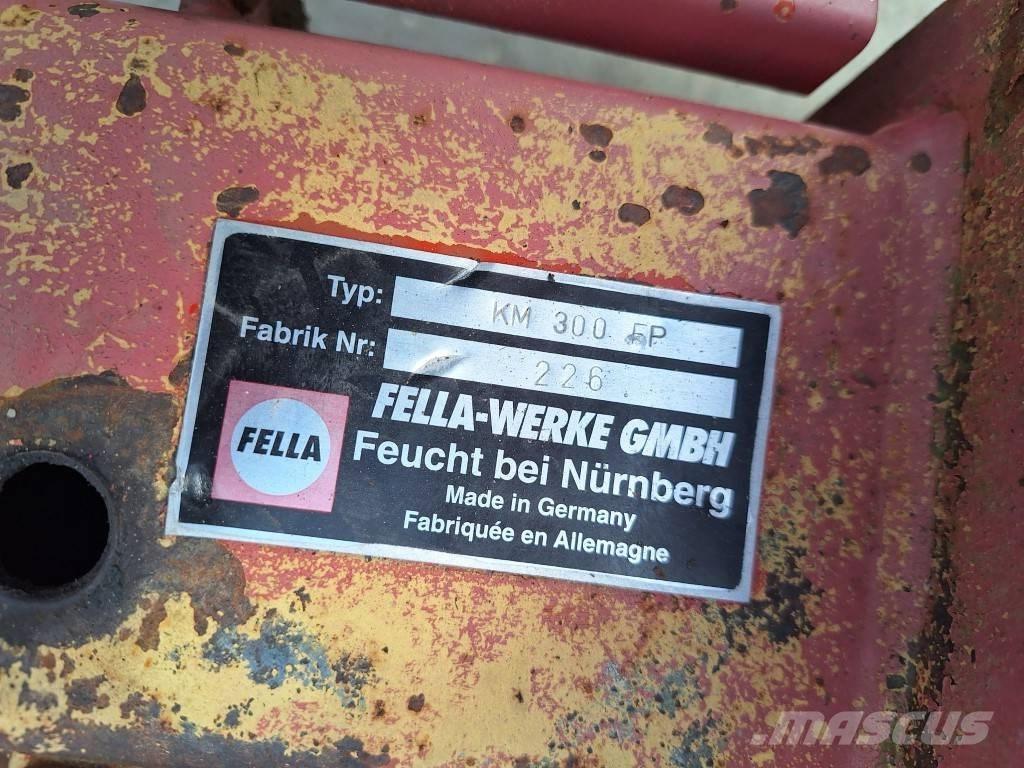 Typ: KM 300 FP
Fabrik Nr: 226
FELLA
FELLA-WERKE GMBH
Feucht bei Nürnberg
Made in Germany
Fabriquée en Allemagne
MASCUS